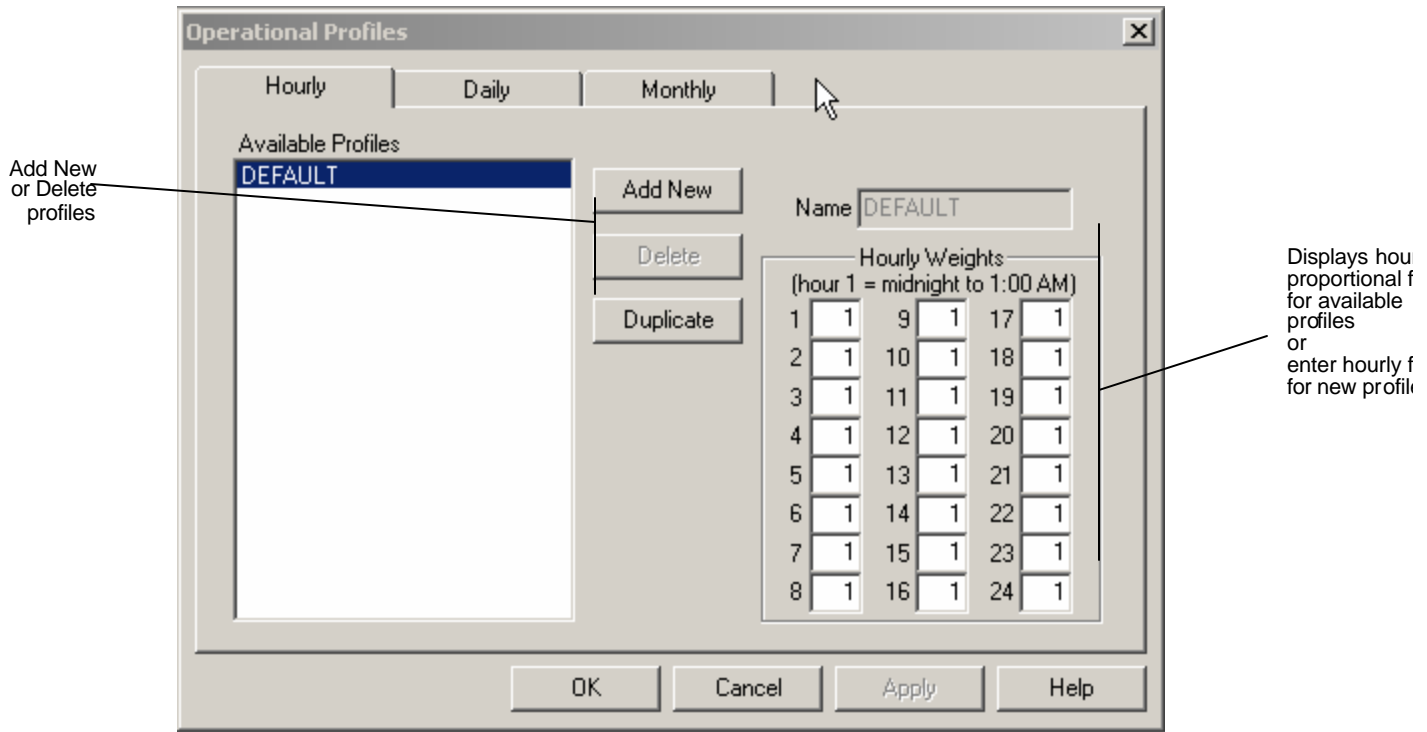 Operational Profiles
Hourly Daily Monthly
Available Profiles
DEFAULT
Add New
Delete
Duplicate
Name DEFAULT
Hourly Weights
(hour 1 = midnight to 1:00 AM)
1 1 9 1 17 1
2 1 10 1 18 1
3 1 11 1 19 1
4 1 12 1 20 1
5 1 13 1 21 1
6 1 14 1 22 1
7 1 15 1 23 1
8 1 16 1 24 1
OK Cancel Apply Help
Add New
or Delete
profiles
Displays
proportional
for available
profiles
or
enter hourly
for new